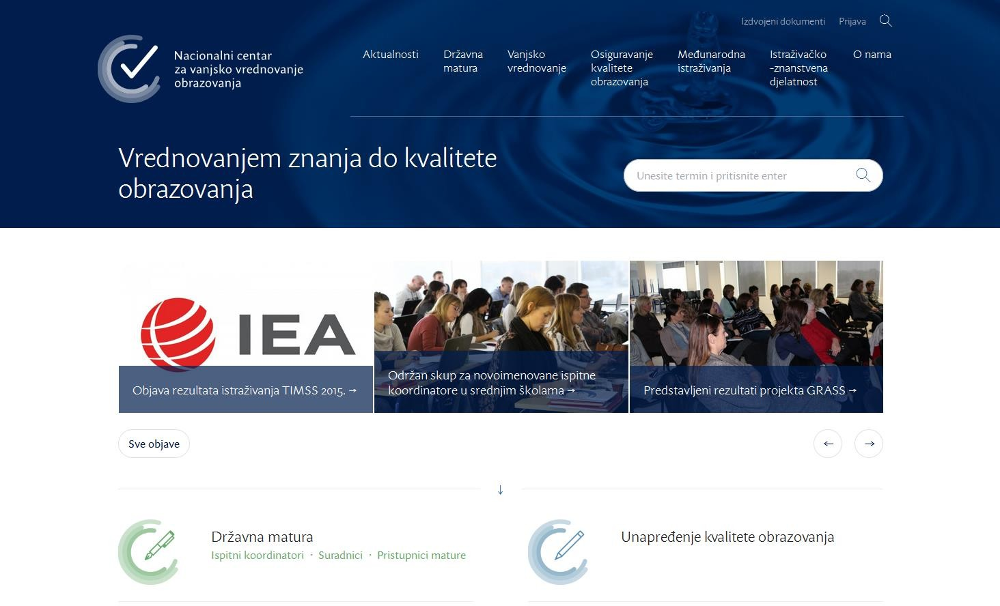 Izdvojeni dokumenti
Prijava
Nacionalni centar
za vanjsko vrednovanje
obrazovanja
Aktualnosti
Državna
matura
Vanjsko
vrednovanje
Osiguravanje
kvalitete
obrazovanja
Međunarodna
istraživanja
Istraživačko
-znanstvena
djelatnost
O nama
Vrednovanjem znanja do kvalitete
obrazovanja
Unesite termin i pritisnite enter
IEA
Objava rezultata istraživanja TIMSS 2015. →
Održan skup za novoimenovane ispitne
koordinatore u srednjim školama →
Predstavljeni rezultati projekta GRASS →
Sve objave
← →
↓
Državna matura
Ispitni koordinatori · Suradnici · Pristupnici mature
Unapređenje kvalitete obrazovanja